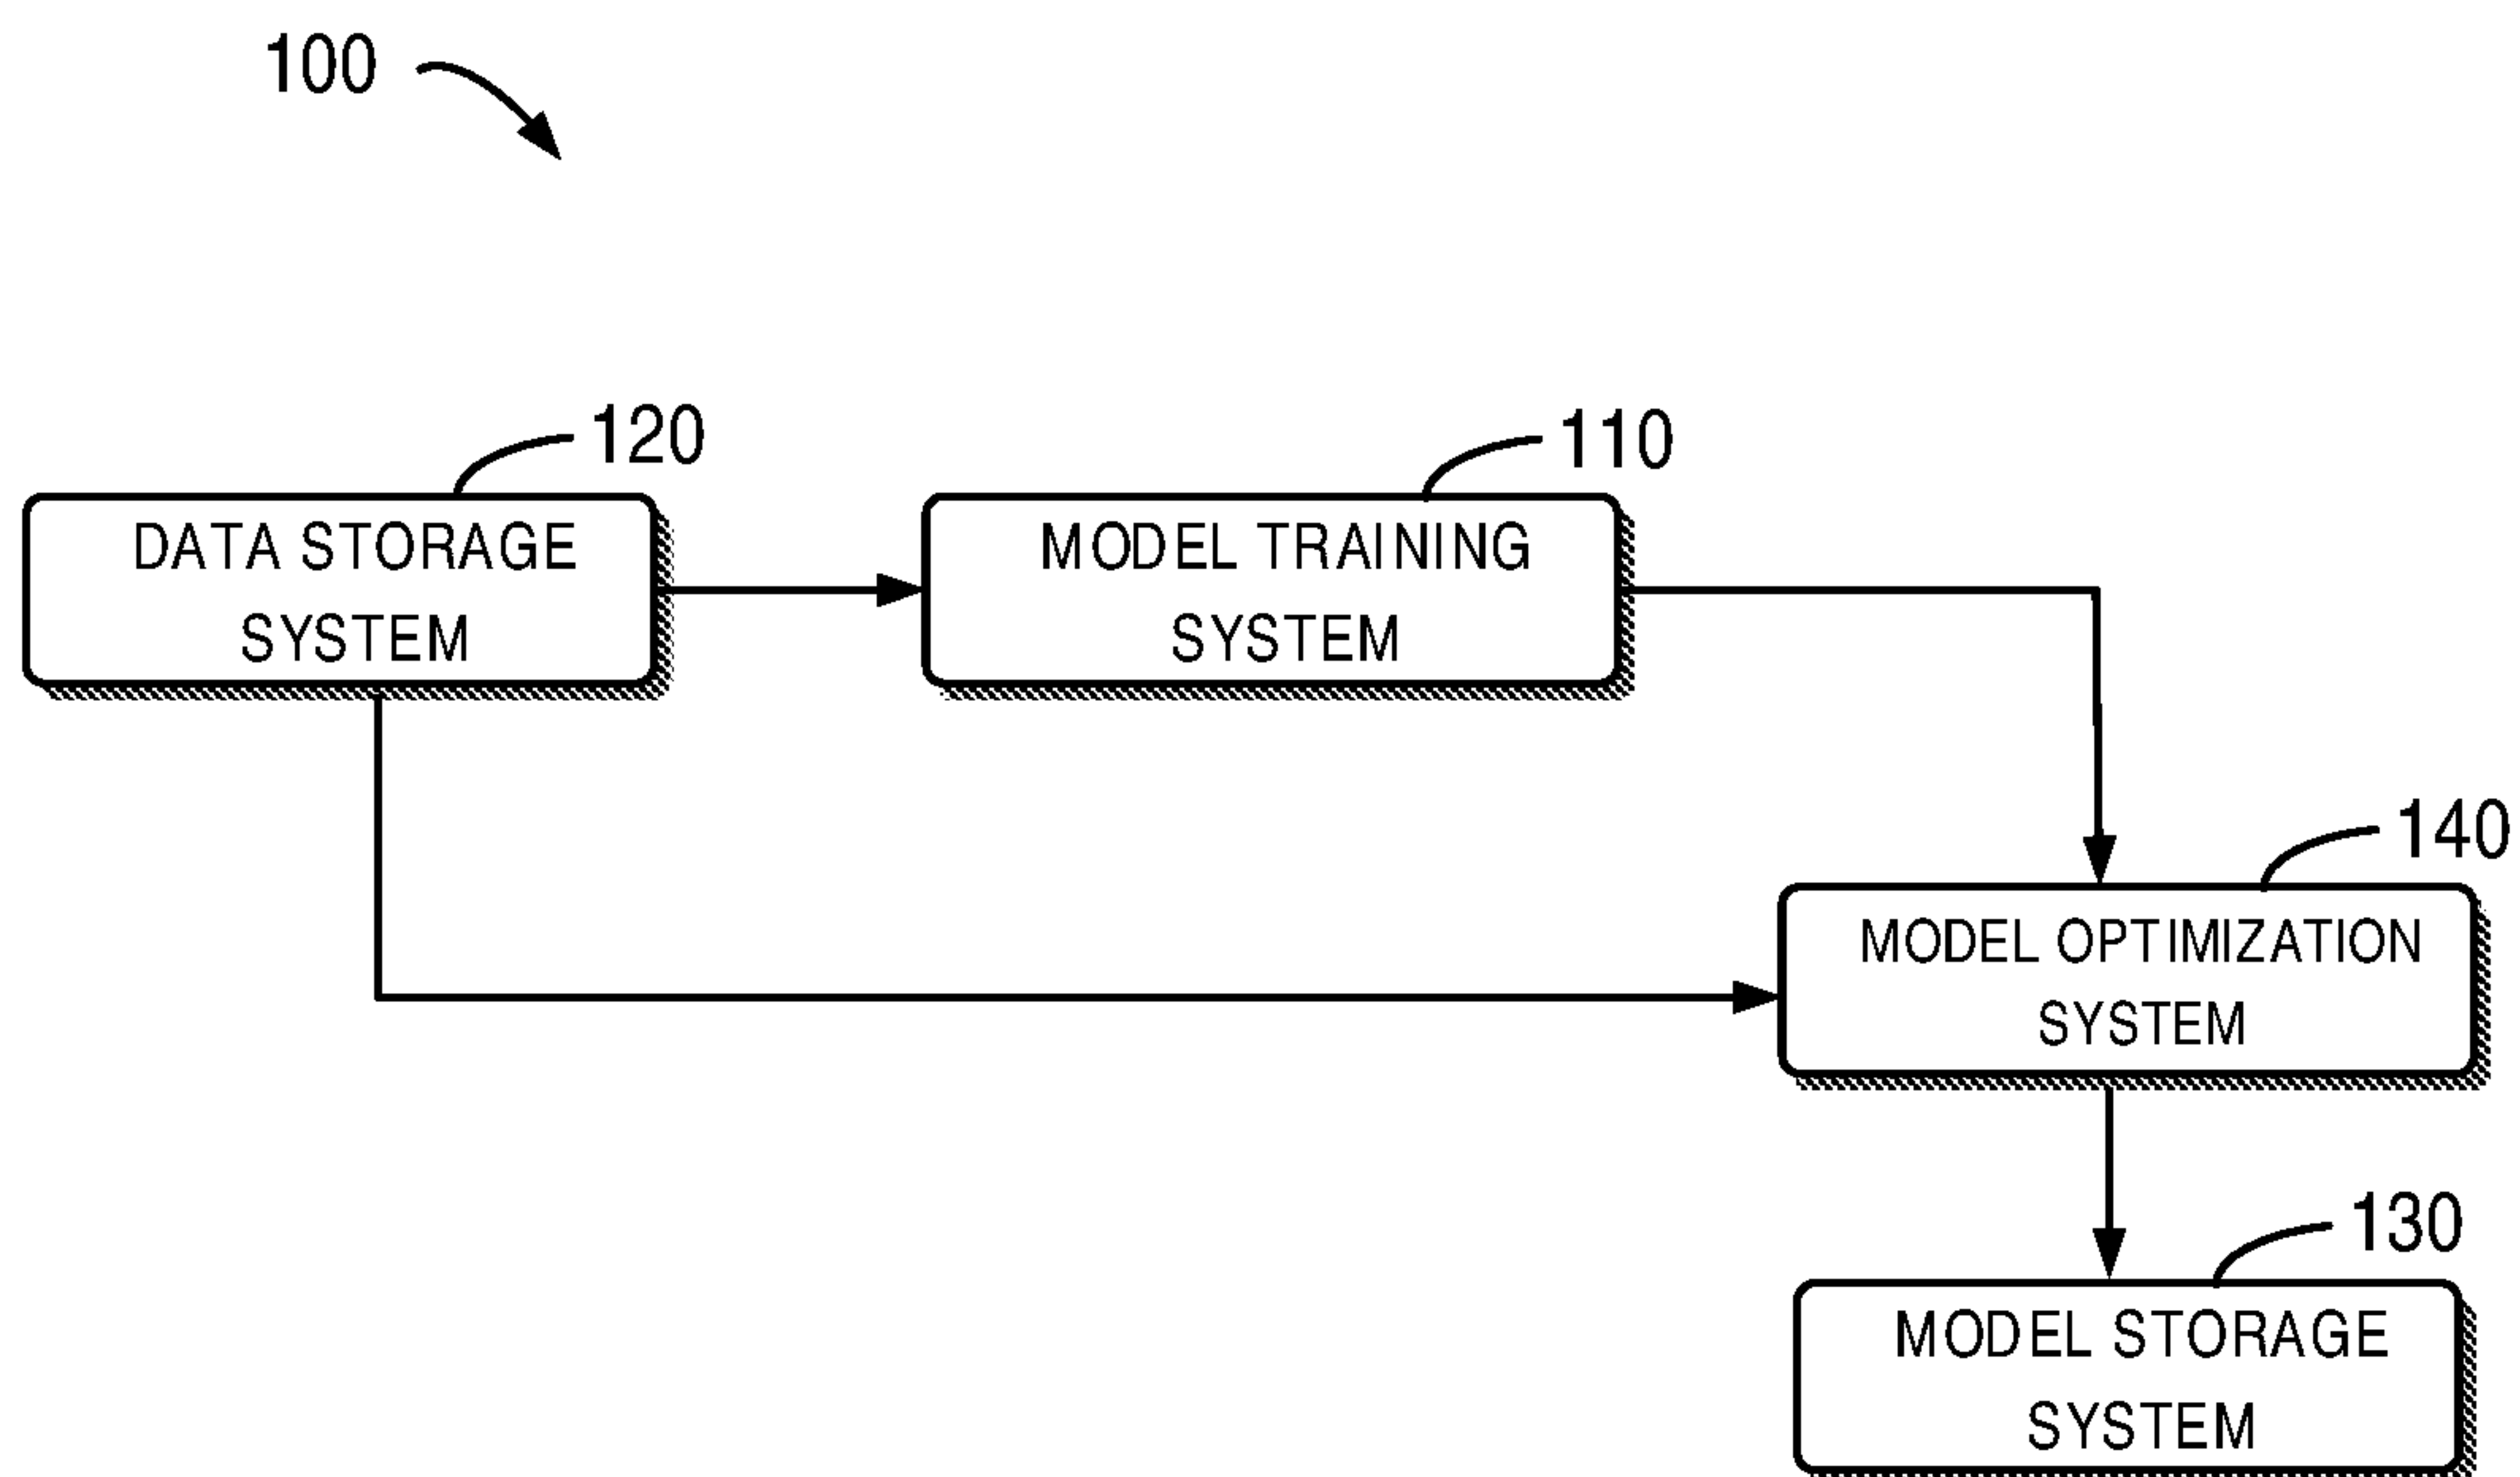 100
120
110
DATA STORAGE
SYSTEM
MODEL TRAINING
SYSTEM
140
MODEL OPTIMIZATION
SYSTEM
130
MODEL STORAGE
SYSTEM